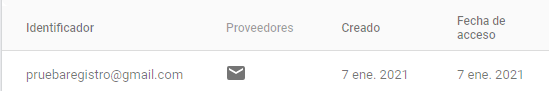 Identificador Proveedores Creado Fecha de acceso
pruebaregistro@gmail.com 7 ene. 2021 7 ene. 2021